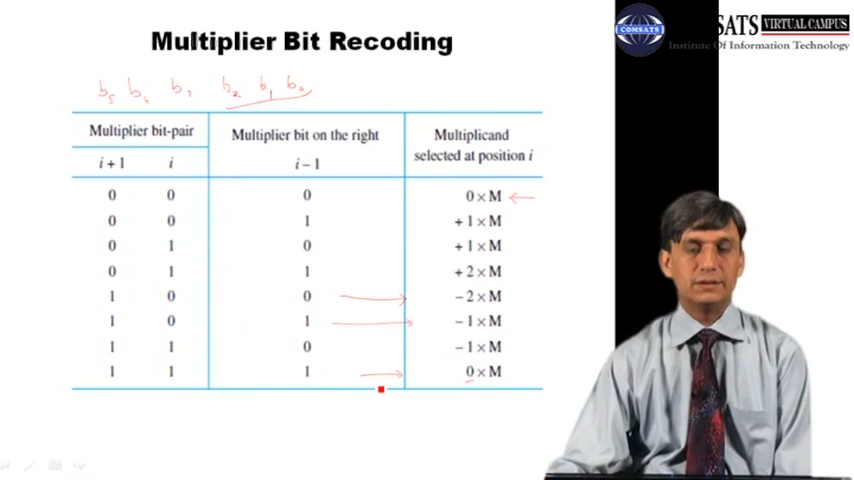 COMSATS
SATS VIRTUAL CAMPUS
Institute Of Information Technology
Multiplier Bit Recoding
b5 b4 b3 b2 b1 b0
Multiplier bit-pair Multiplier bit on the right Multiplicand
selected at position i
i + 1 i i – 1
0 0 0 0 × M
0 0 1 + 1 × M
0 1 0 + 1 × M
0 1 1 + 2 × M
1 0 0 – 2 × M
1 0 1 – 1 × M
1 1 0 – 1 × M
1 1 1 0 × M